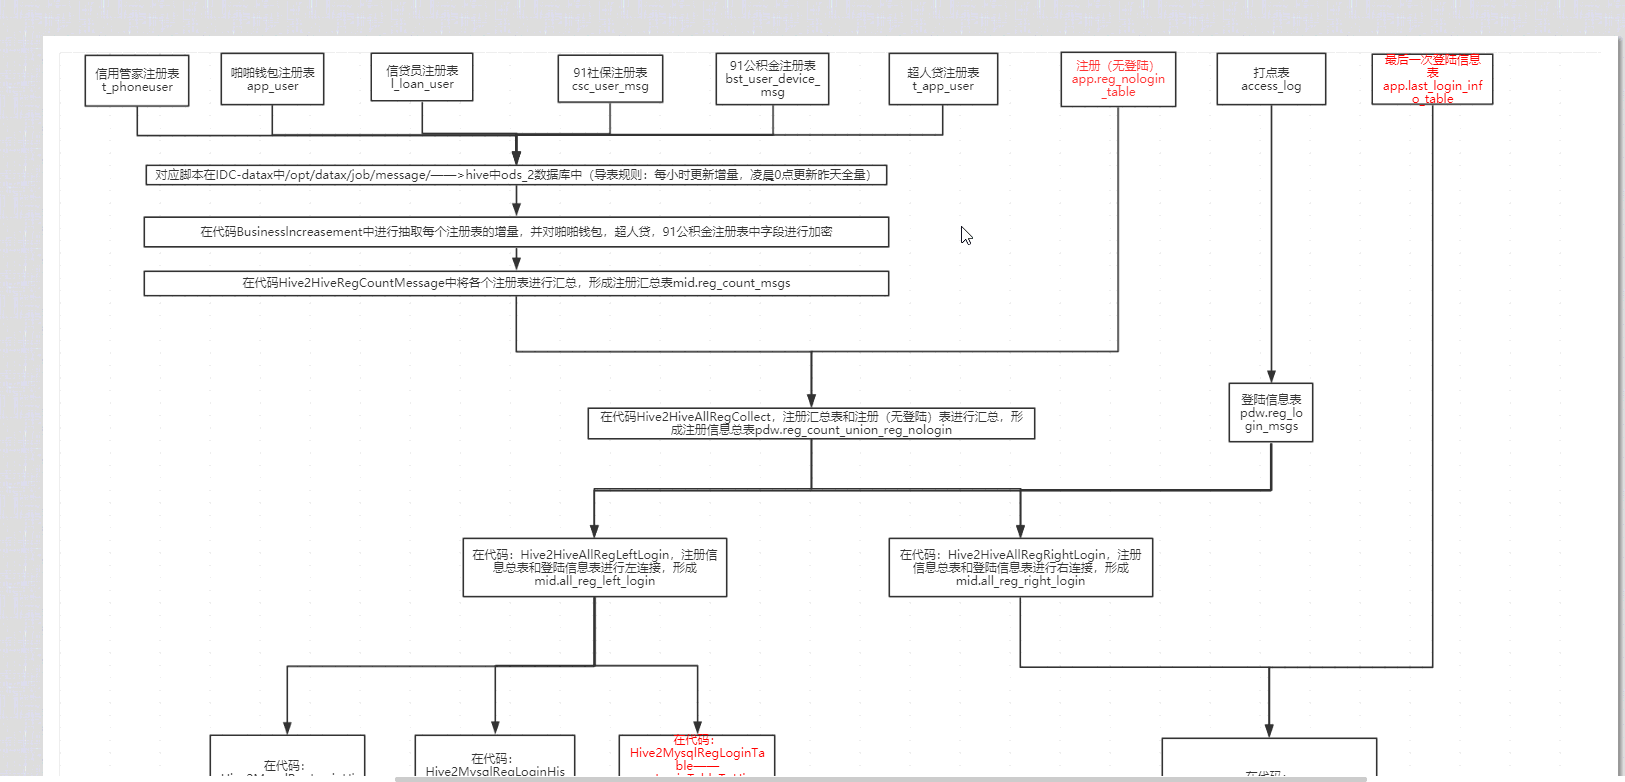 信用管家注册表
t_phoneuser
啪啪钱包注册表
app_user
信贷员注册表
l_loan_user
91社保注册表
csc_user_msg
91公积金注册表
bst_user_device_
msg
超人贷注册表
t_app_user
注册（无登陆）
app.reg_nologin
_table
打点表
access_log
最后一次登陆信息
表
app.last_login_inf
o_table
对应脚本在IDC-datax中/opt/datax/job/message/——>hive中ods_2数据库中（导表规则：每小时更新增量，凌晨0点更新昨天全量）
在代码BusinessIncreasement中进行抽取每个注册表的增量，并对啪啪钱包，超人贷，91公积金注册表中字段进行加密
在代码Hive2HiveRegCountMessage中将各个注册表进行汇总，形成注册汇总表mid.reg_count_msgs
在代码Hive2HiveAllRegCollect，注册汇总表和注册（无登陆）表进行汇总，形
成注册信息总表pdw.reg_count_union_reg_nologin
登陆信息表
pdw.reg_lo
gin_msgs
在代码：Hive2HiveAllRegLeftLogin，注册信
息总表和登陆信息表进行左连接，形成
mid.all_reg_left_login
在代码：Hive2HiveAllRegRightLogin，注册
信息总表和登陆信息表进行右连接，形成
mid.all_reg_right_login
在代码：
在代码：
Hive2MysqlRegLoginHis
在代码：
Hive2MysqlRegLoginTa
ble——
在代码：